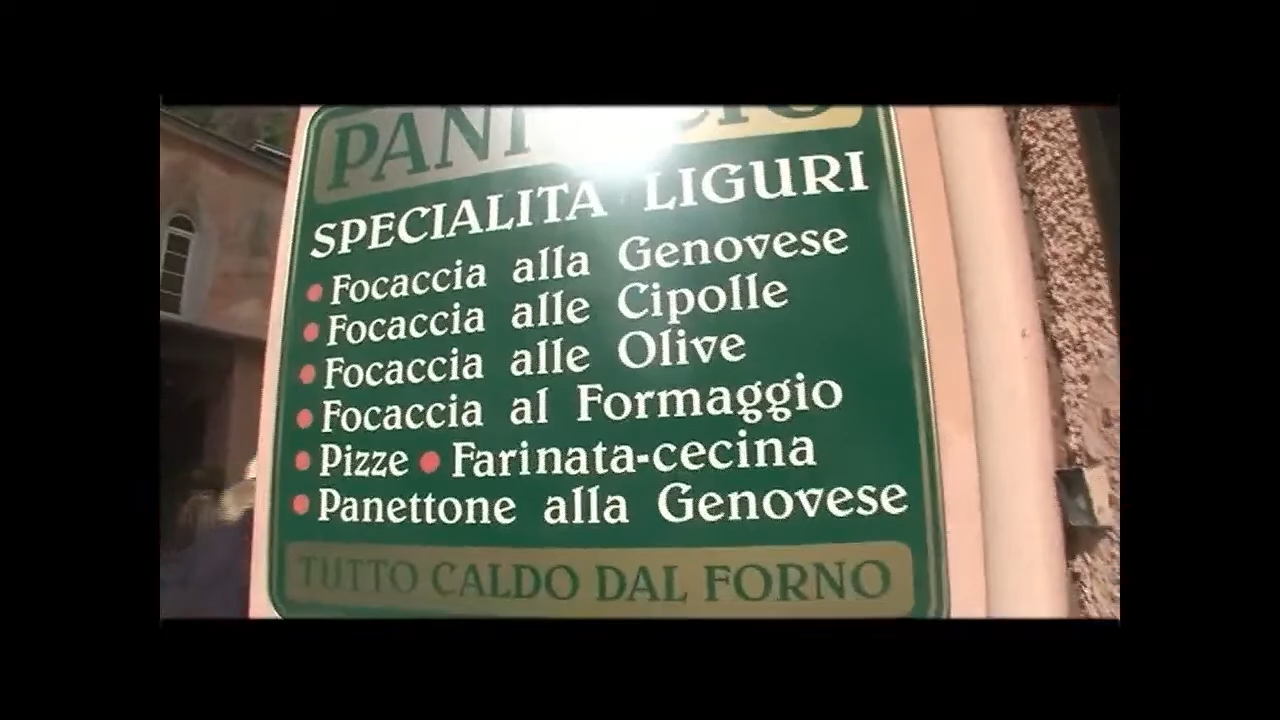 SPECIALITA LIGURI
• Focaccia alla Genovese
• Focaccia alle Cipolle
• Focaccia alle Olive
• Focaccia al Formaggio
• Pizze • Farinata-cecina
• Panettone alla Genovese
TUTTO CALDO DAL FORNO